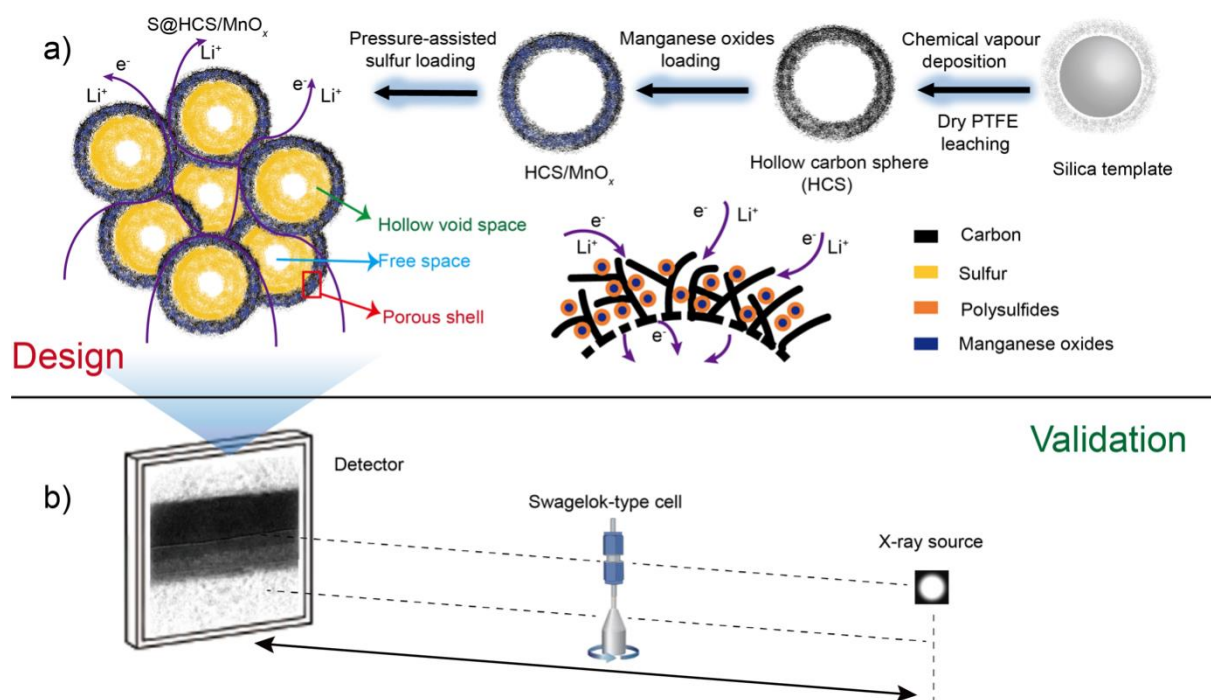 a)
S@HCS/MnOₓ
Li⁺
e⁻
Li⁺
e⁻
Li⁺
Pressure-assisted
sulfur loading
HCS/MnOₓ
Manganese oxides
loading
Hollow carbon sphere
(HCS)
Chemical vapour
deposition
Dry PTFE
leaching
Silica template
Hollow void space
Free space
Porous shell
e⁻
Li⁺
e⁻
Li⁺
e⁻
Li⁺
e⁻
Carbon
Sulfur
Polysulfides
Manganese oxides
Design
Validation
b)
Detector
Swagelok-type cell
X-ray source